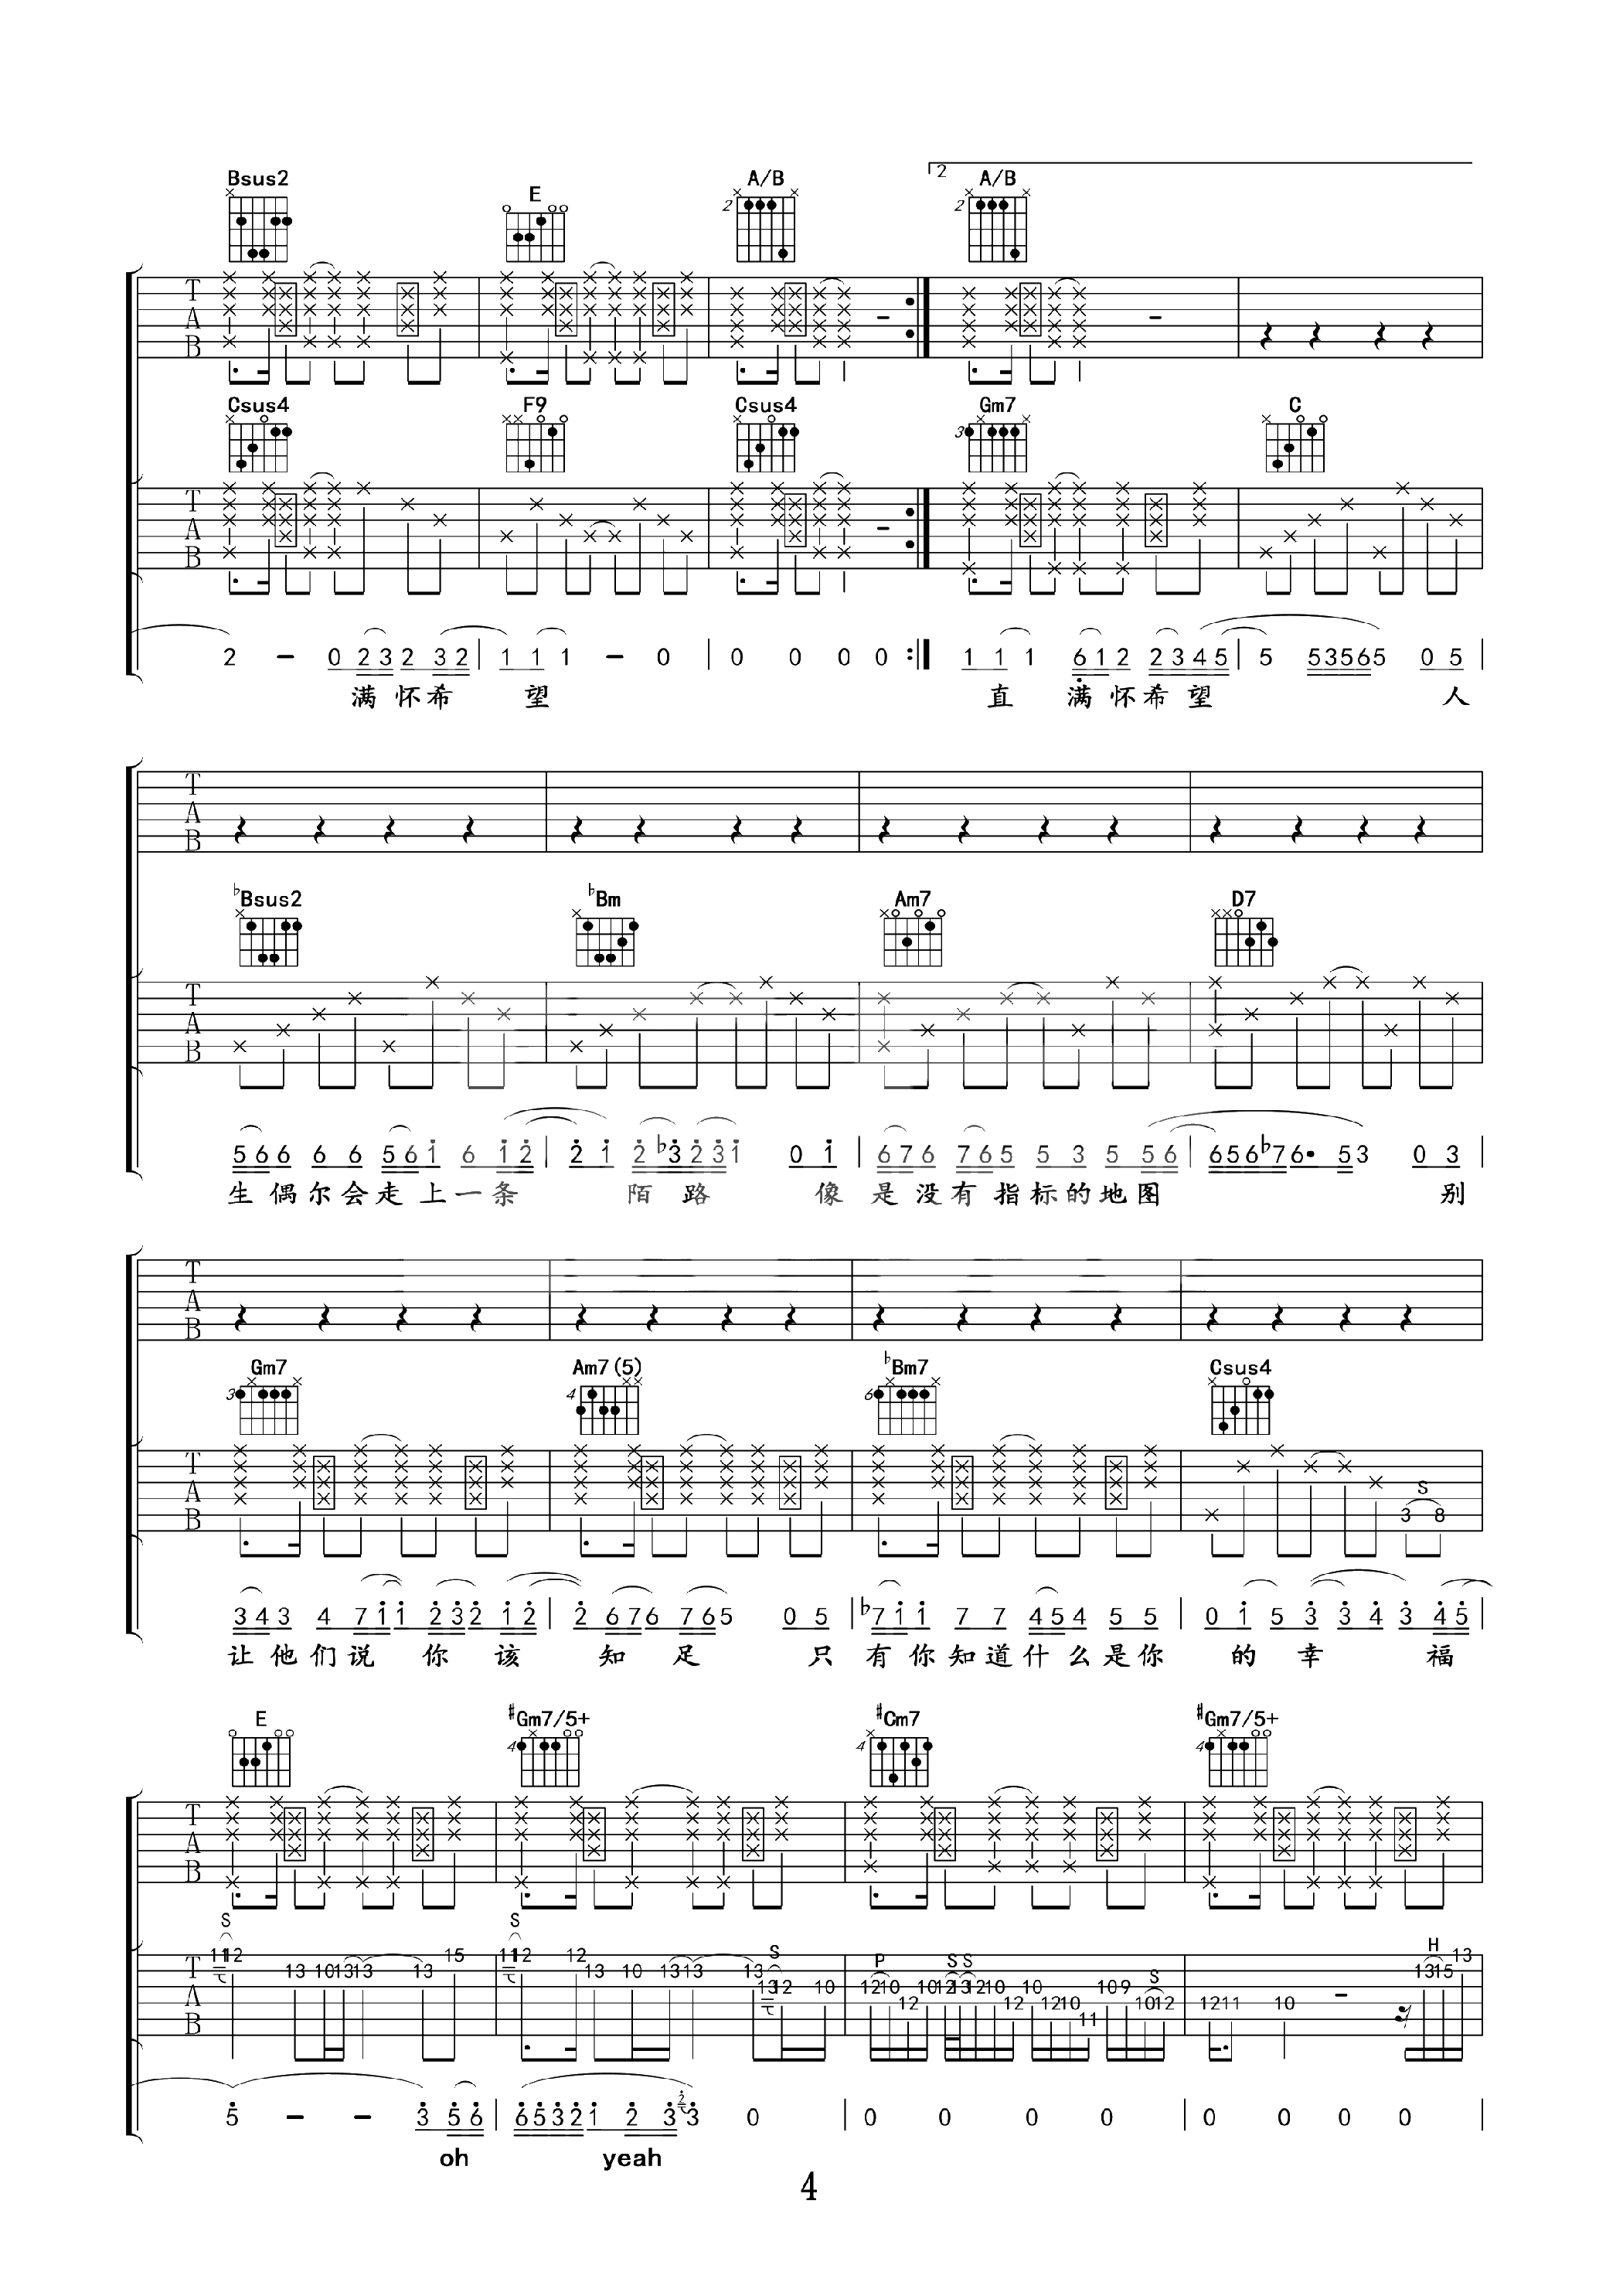 Bsus2 E A/B 2 A/B
2 2
T A B
Csus4 F9 Csus4 Gm7 C
3
T A B
2 - 0 2 3 2 3 2 | 1 1 1 - 0 | 0 0 0 0 :| 1 1 1 6 1 2 2 3 4 5 | 5 5 3 5 6 5 0 5 |
满 怀 希 望 直 满 怀 希 望 人
T A B
♭Bsus2 ♭Bm Am7 D7
T A B
5 6 6 6 6 5 6 1 6 1 2 | 2 1 2 ♭3 2 3 1 0 1 | 6 7 6 7 6 5 5 3 5 5 6 | 6 5 6 ♭7 6· 5 3 0 3 |
生 偶 尔 会 走 上 一 条 陌 路 像 是 没 有 指 标 的 地 图 别
T A B
Gm7 Am7(5) ♭Bm7 Csus4
3 4 6
S
T A B 3 8
3 4 3 4 7 1 1 2 3 2 1 2 | 2 6 7 6 7 6 5 0 5 | ♭7 1 1 7 7 4 5 4 5 5 | 0 1 5 3 3 4 3 4 5
让 他 们 说 你 该 知 足 只 有 你 知 道 什 么 是 你 的 幸 福
E #Gm7/5+ #Cm7 #Gm7/5+
4 4 4
T A B
S S S P S S S H
T A B 11 12 13 10 13 13 13 15 | 11 12 12 13 10 13 13 13 13 12 10 | 12 10 12 10 12 13 12 10 12 10 12 10 11 10 9 10 12 | 12 11 10 - 13 15 13
5 - - 3 5 6 | 6 5 3 2 1 2 3 2 3 0 | 0 0 0 0 | 0 0 0 0 |
oh yeah
4